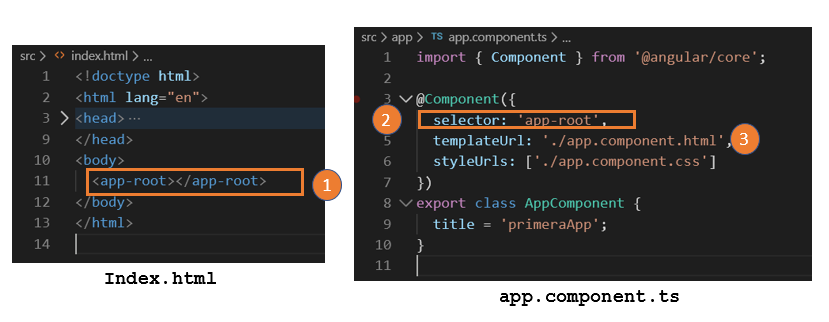 src > index.html > ...
1 <!doctype html>
2 <html lang="en">
3 <head> ...
9 </head>
10 <body>
11 <app-root></app-root>
12 </body>
13 </html>
14
1
Index.html
src > app > TS app.component.ts > ...
1 import { Component } from '@angular/core';
2
3 @Component({
2
selector: 'app-root',
5 templateUrl: './app.component.html',
3
6 styleUrls: ['./app.component.css']
7 })
8 export class AppComponent {
9 title = 'primeraApp';
10 }
11
app.component.ts